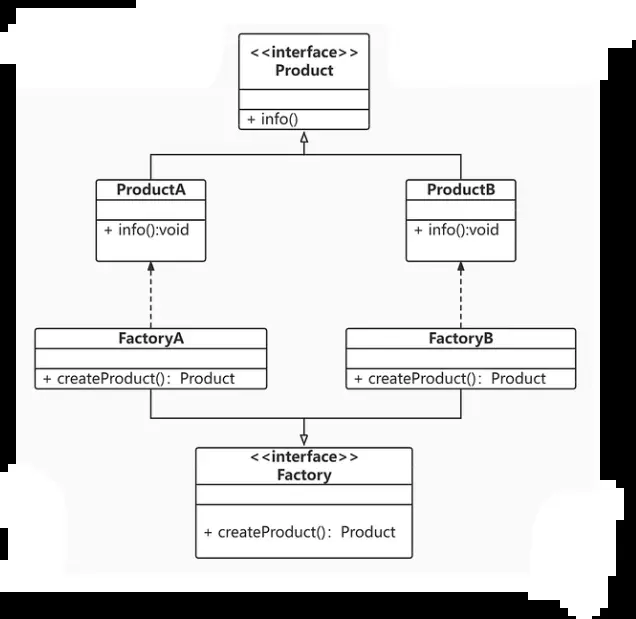 <<interface>>
Product
+ info()
ProductA
+ info():void
ProductB
+ info():void
FactoryA
+ createProduct()：Product
FactoryB
+ createProduct()：Product
<<interface>>
Factory
+ createProduct()：Product